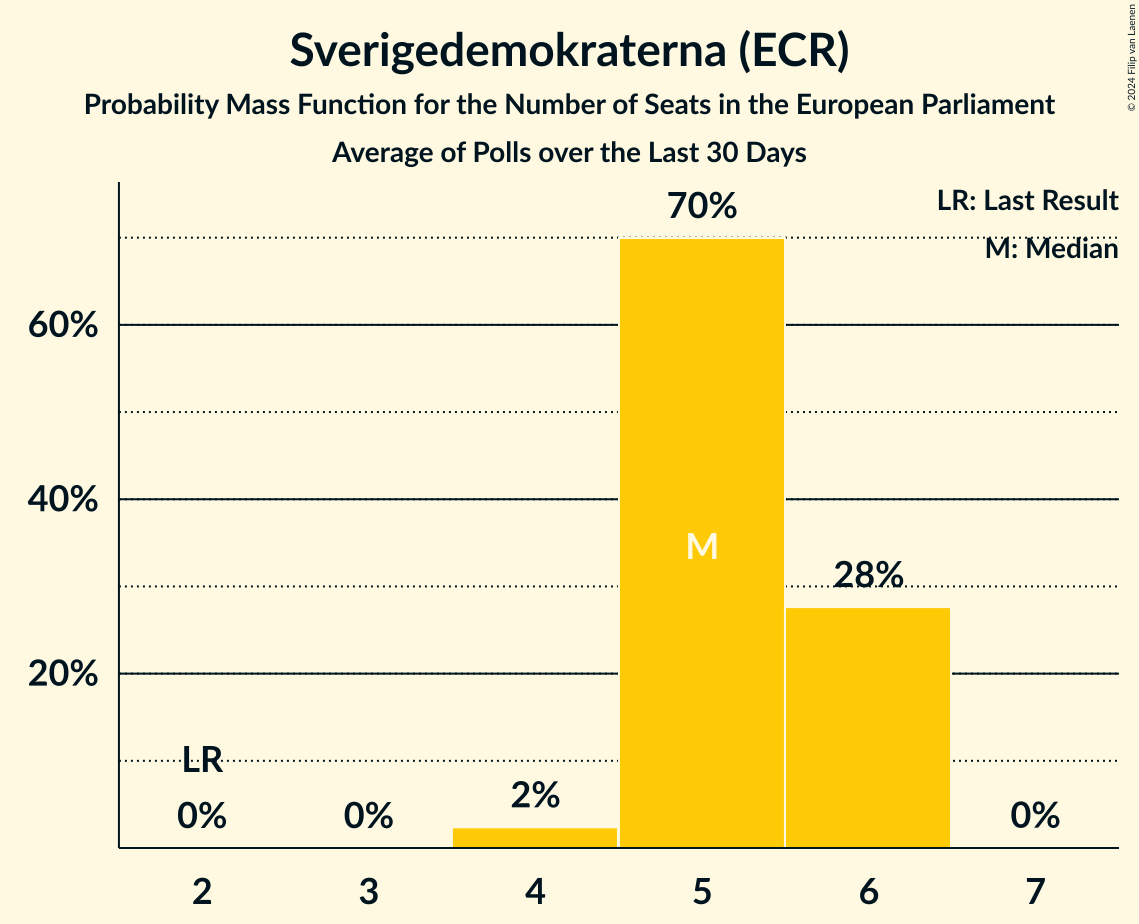 Sverigedemokraterna (ECR)
Probability Mass Function for the Number of Seats in the European Parliament
Average of Polls over the Last 30 Days
© 2024 Filip van Laenen
LR: Last Result
M: Median
70%
60%
40%
20%
M
28%
LR
0%
0%
2%
0%
2
3
4
5
6
7